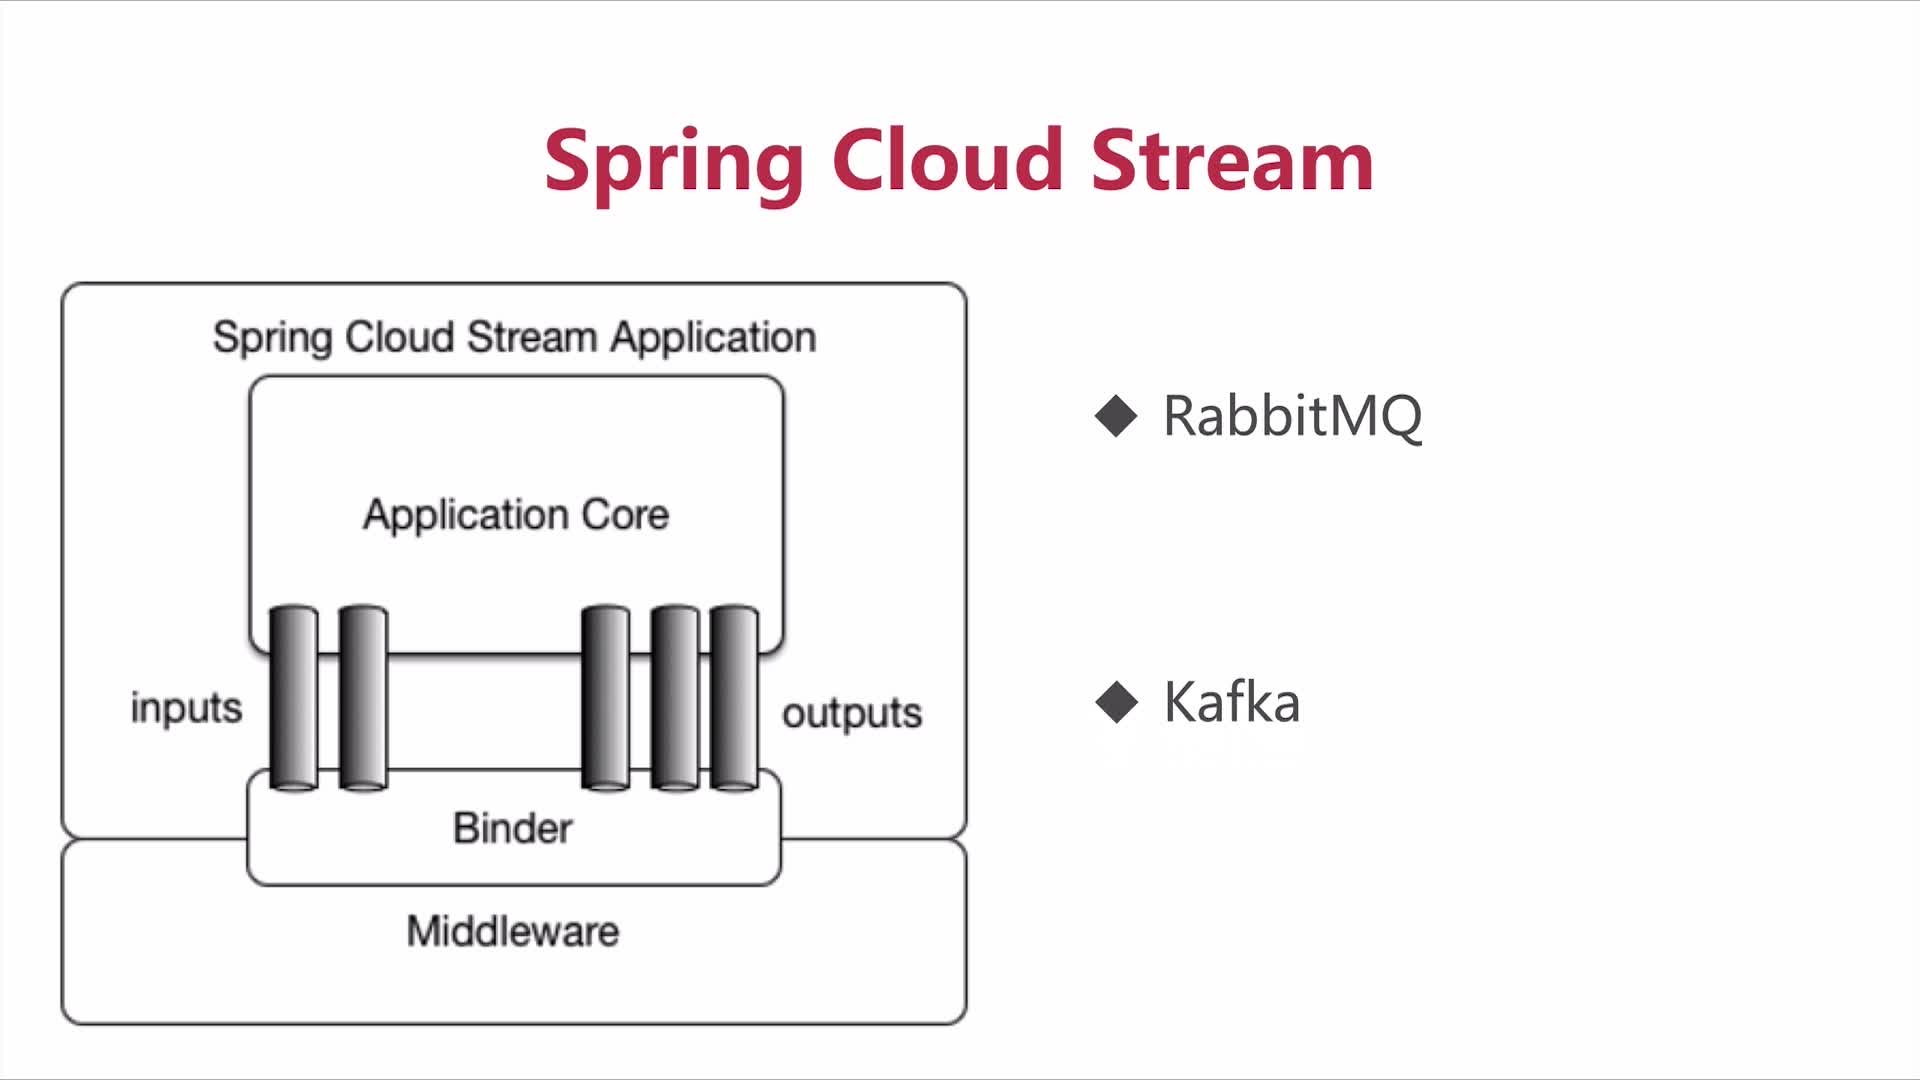 Spring Cloud Stream
Spring Cloud Stream Application
Application Core
inputs
outputs
Binder
Middleware
◆ RabbitMQ
◆ Kafka